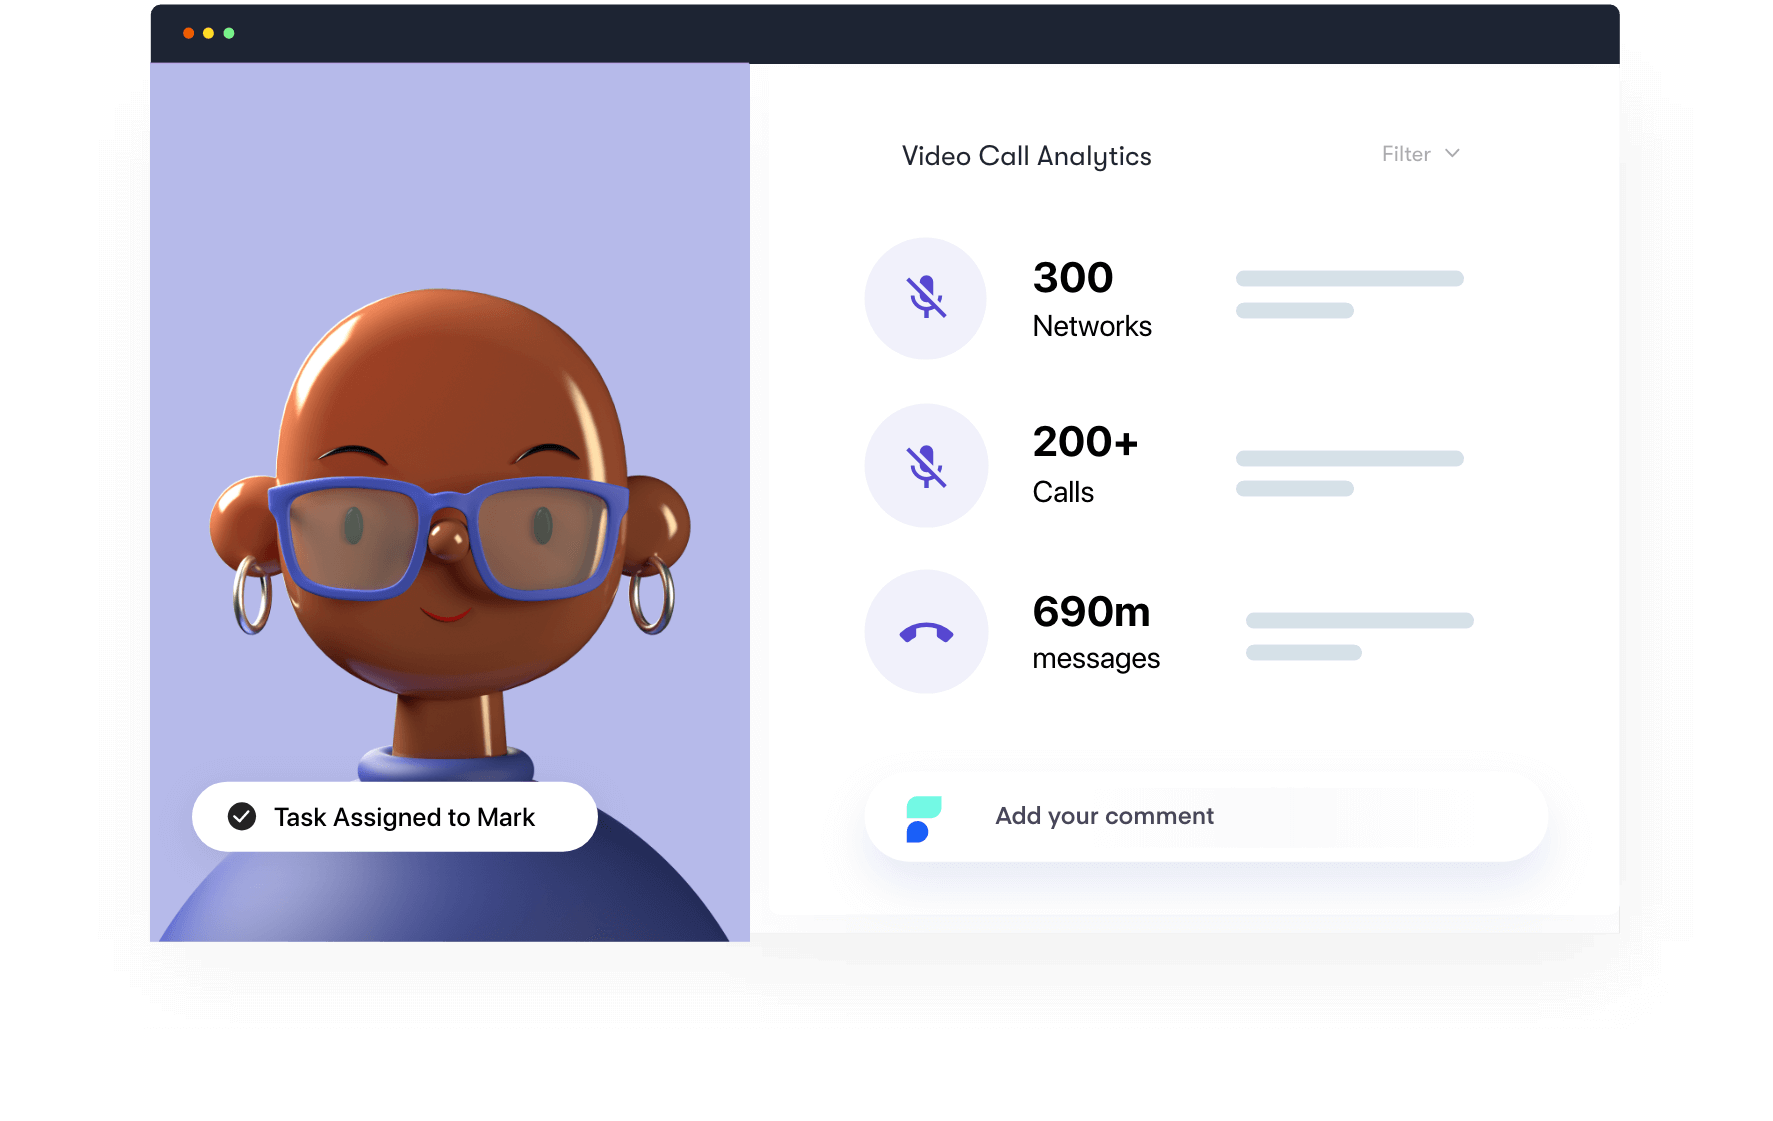 Video Call Analytics
Filter
300
Networks
200+
Calls
690m
messages
Task Assigned to Mark
Add your comment